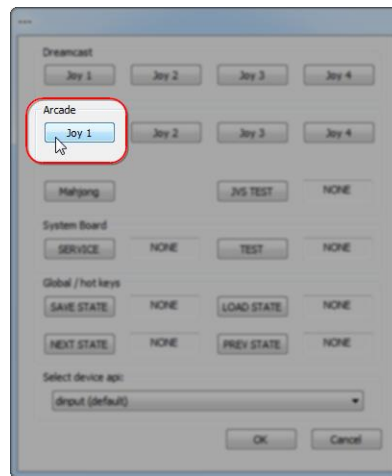 Dreamcast
Joy 1 Joy 2 Joy 3 Joy 4
Arcade
Joy 1 Joy 2 Joy 3 Joy 4
Mahjong JVS TEST NONE
System Board
SERVICE NONE TEST NONE
Global / hot keys
SAVE STATE NONE LOAD STATE NONE
NEXT STATE NONE PREV STATE NONE
Select device api:
dinput (default)
OK Cancel